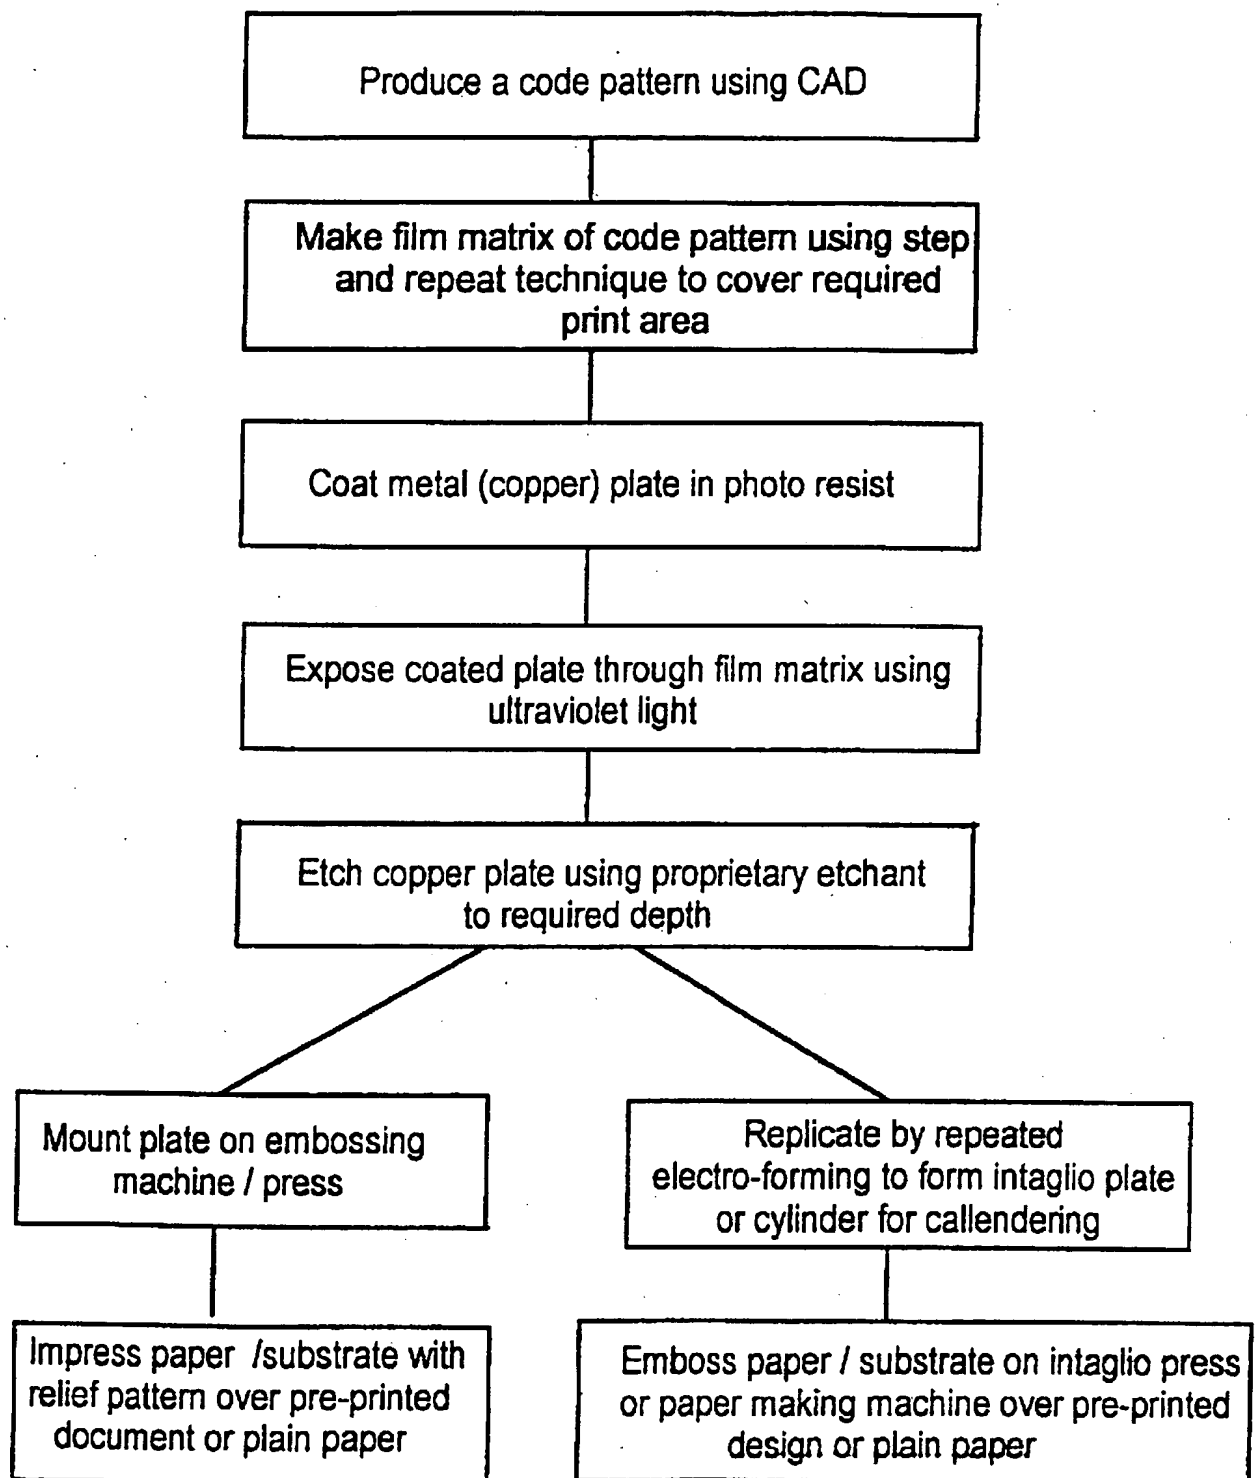 Produce a code pattern using CAD
Make film matrix of code pattern using step
and repeat technique to cover required
print area
Coat metal (copper) plate in photo resist
Expose coated plate through film matrix using
ultraviolet light
Etch copper plate using proprietary etchant
to required depth
Mount plate on embossing
machine / press
Replicate by repeated
electro-forming to form intaglio plate
or cylinder for callendering
Impress paper /substrate with
relief pattern over pre-printed
document or plain paper
Emboss paper / substrate on intaglio press
or paper making machine over pre-printed
design or plain paper